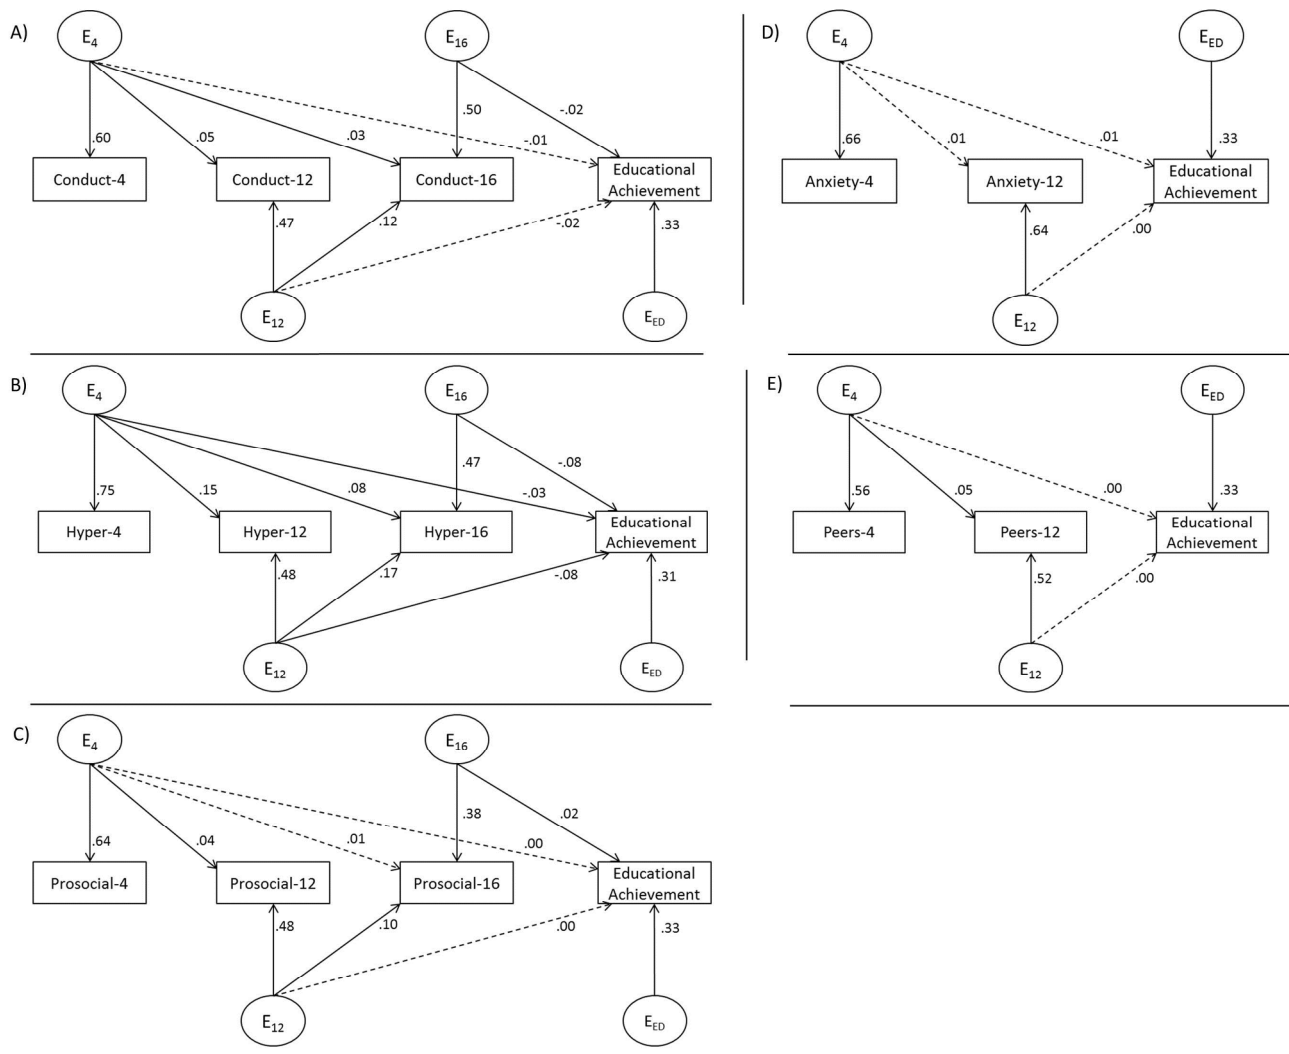 A)
E4
E16
.60
.05
.03
.50
-.02
-.01
Conduct-4
Conduct-12
Conduct-16
Educational
Achievement
.47
.12
-.02
.33
E12
EED
D)
E4
EED
.66
.01
.01
.33
Anxiety-4
Anxiety-12
Educational
Achievement
.64
.00
E12
B)
E4
E16
.75
.15
.08
.47
-.08
-.03
Hyper-4
Hyper-12
Hyper-16
Educational
Achievement
.48
.17
-.08
.31
E12
EED
E)
E4
EED
.56
.05
.00
.33
Peers-4
Peers-12
Educational
Achievement
.52
.00
E12
C)
E4
E16
.64
.04
.01
.38
.02
.00
Prosocial-4
Prosocial-12
Prosocial-16
Educational
Achievement
.48
.10
.00
.33
E12
EED